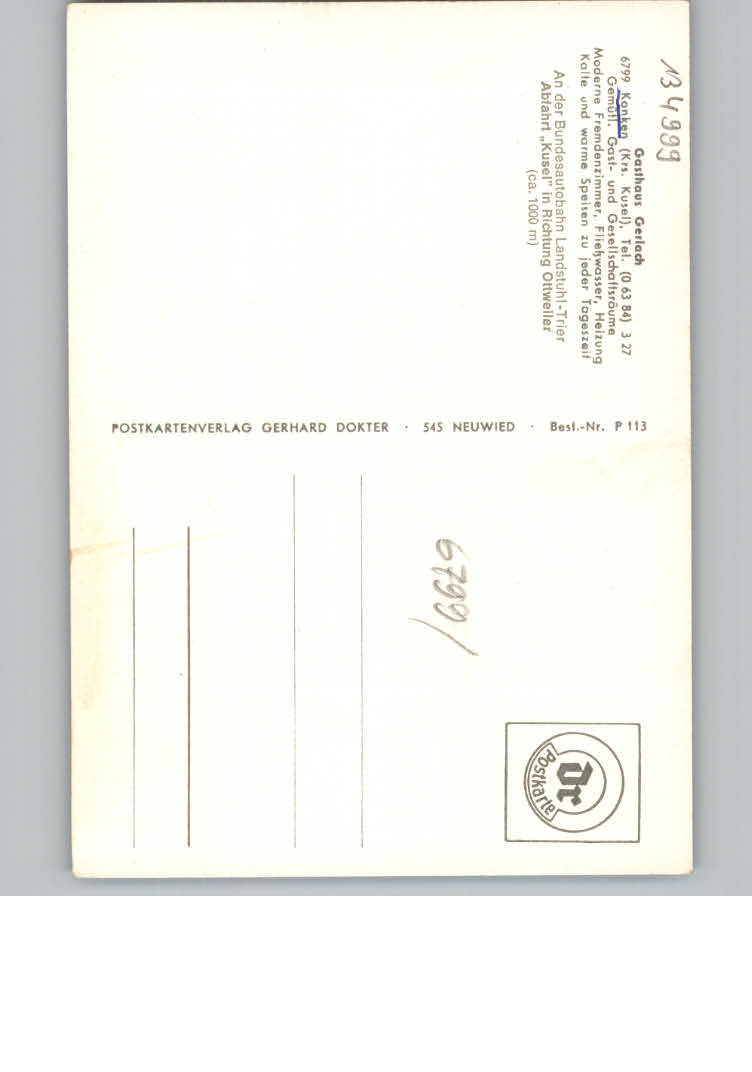 134999
Gasthaus Gerlach
6799 Konken (Krs. Kusel), Tel. (0 63 84) 3 27
Gemütl. Gast- und Gesellschaftsräume
Moderne Fremdenzimmer, Fließwasser, Heizung
Kalte und warme Speisen zu jeder Tageszeit
An der Bundesautobahn Landstuhl-Trier
Abfahrt „Kusel" in Richtung Ottweiler
(ca. 1000 m)
POSTKARTENVERLAG GERHARD DOKTER · 545 NEUWIED · Best.-Nr. P 113
6799/
Dr
Postkarte